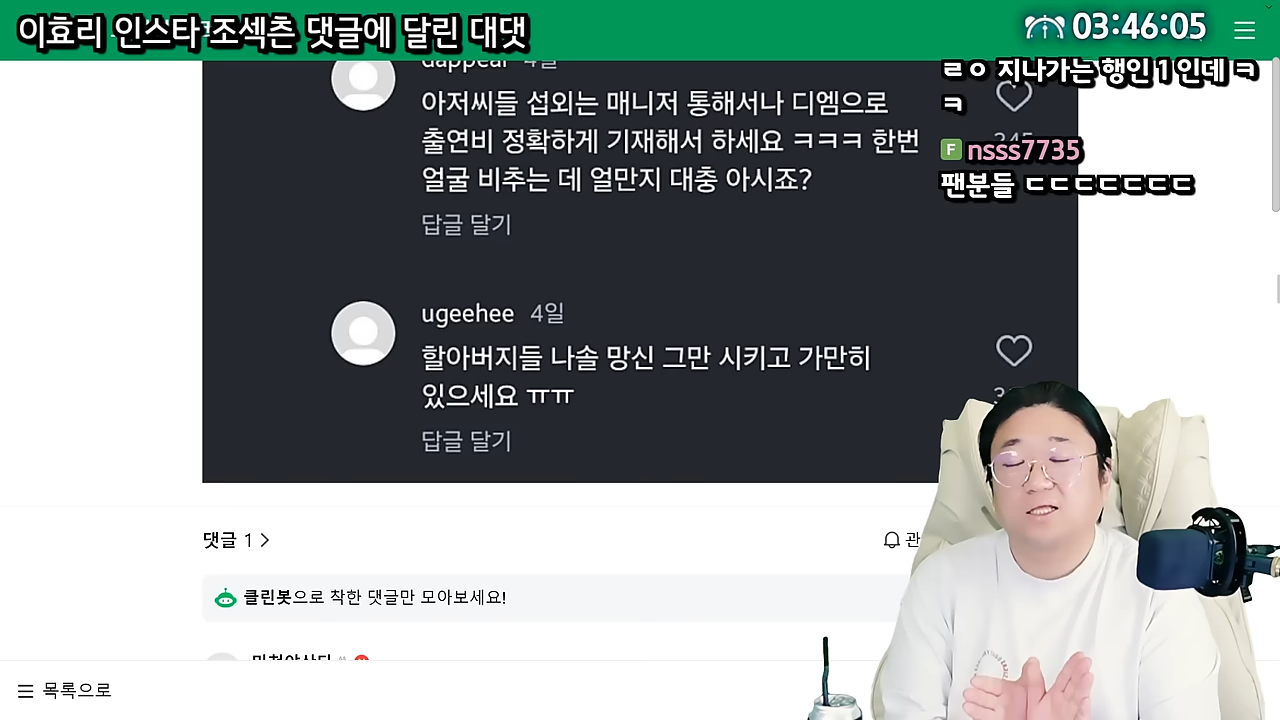 이효리 인스타 조섹츤 댓글에 달린 대댓
03:46:05
dappear 4일
아저씨들 섭외는 매니저 통해서나 디엠으로
출연비 정확하게 기재해서 하세요 ㅋㅋㅋ 한번
얼굴 비추는 데 얼만지 대충 아시죠?
답글 달기
ㄹㅇ 지나가는 행인 1 인데 ㅋ
ㅋ
F nsss7735
팬분들 ㄷㄷㄷㄷㄷㄷㄷ
ugeehee 4일
할아버지들 나솔 망신 그만 시키고 가만히
있으세요 ㅠㅠ
답글 달기
댓글 1
관
클린봇으로 착한 댓글만 모아보세요!
목록으로